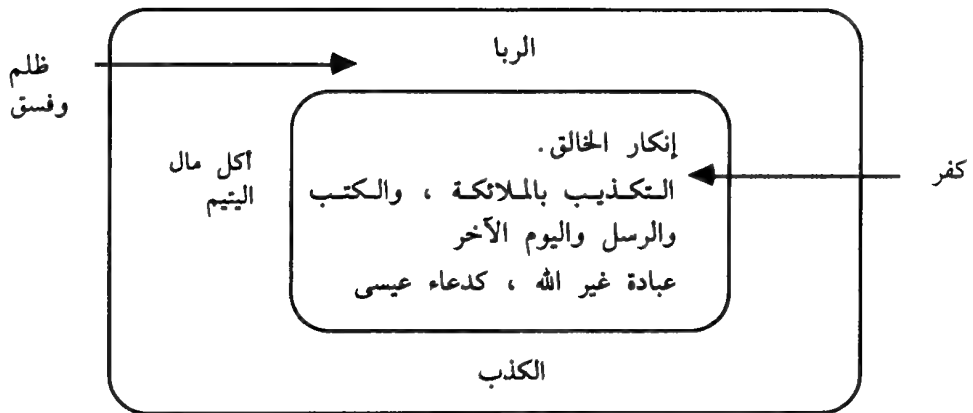 الربا
ظلم
وفسق
إنكار الخالق.
التكذيب بالملائكة ، والكتب
والرسل واليوم الآخر
عبادة غير الله ، كدعاء عيسى
كفر
أكل مال
اليتيم
الكذب